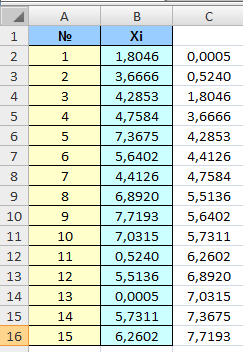 A B C
1 № Xi
2 1 1,8046 0,0005
3 2 3,6666 0,5240
4 3 4,2853 1,8046
5 4 4,7584 3,6666
6 5 7,3675 4,2853
7 6 5,6402 4,4126
8 7 4,4126 4,7584
9 8 6,8920 5,5136
10 9 7,7193 5,6402
11 10 7,0315 5,7311
12 11 0,5240 6,2602
13 12 5,5136 6,8920
14 13 0,0005 7,0315
15 14 5,7311 7,3675
16 15 6,2602 7,7193